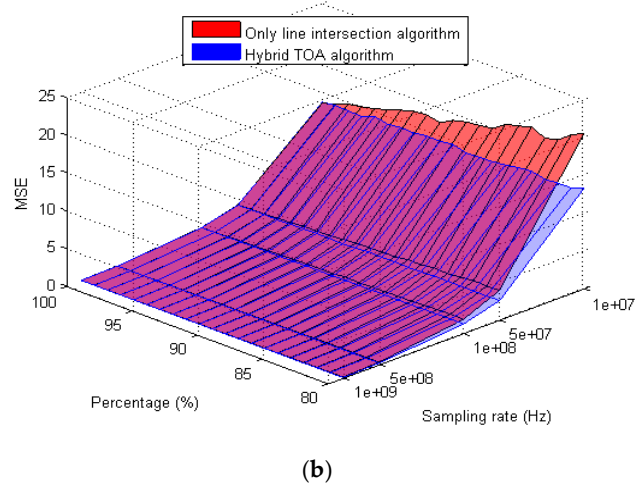 Only line intersection algorithm
Hybrid TOA algorithm
25
20
15
10
5
0
MSE
100
95
90
85
80
Percentage (%)
1e+07
5e+07
1e+08
5e+08
1e+09
Sampling rate (Hz)
(b)